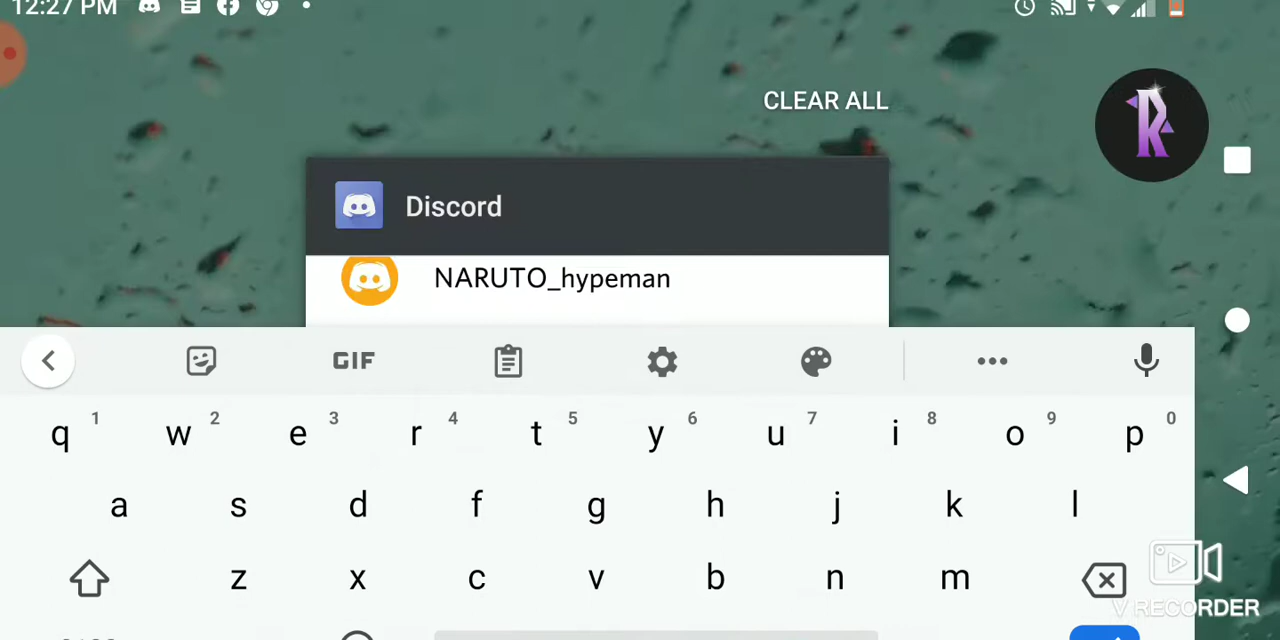 12:27 PM
CLEAR ALL
R
Discord
NARUTO_hypeman
GIF
q 1 w 2 e 3 r 4 t 5 y 6 u 7 i 8 o 9 p 0
a s d f g h j k l
z x c v b n m
V RECORDER